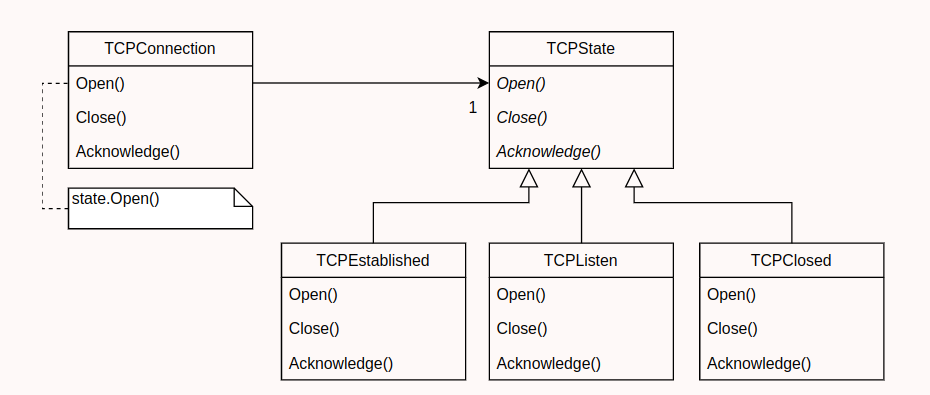 TCPConnection
Open()
Close()
Acknowledge()
state.Open()
1
TCPState
Open()
Close()
Acknowledge()
TCPEstablished
Open()
Close()
Acknowledge()
TCPListen
Open()
Close()
Acknowledge()
TCPClosed
Open()
Close()
Acknowledge()